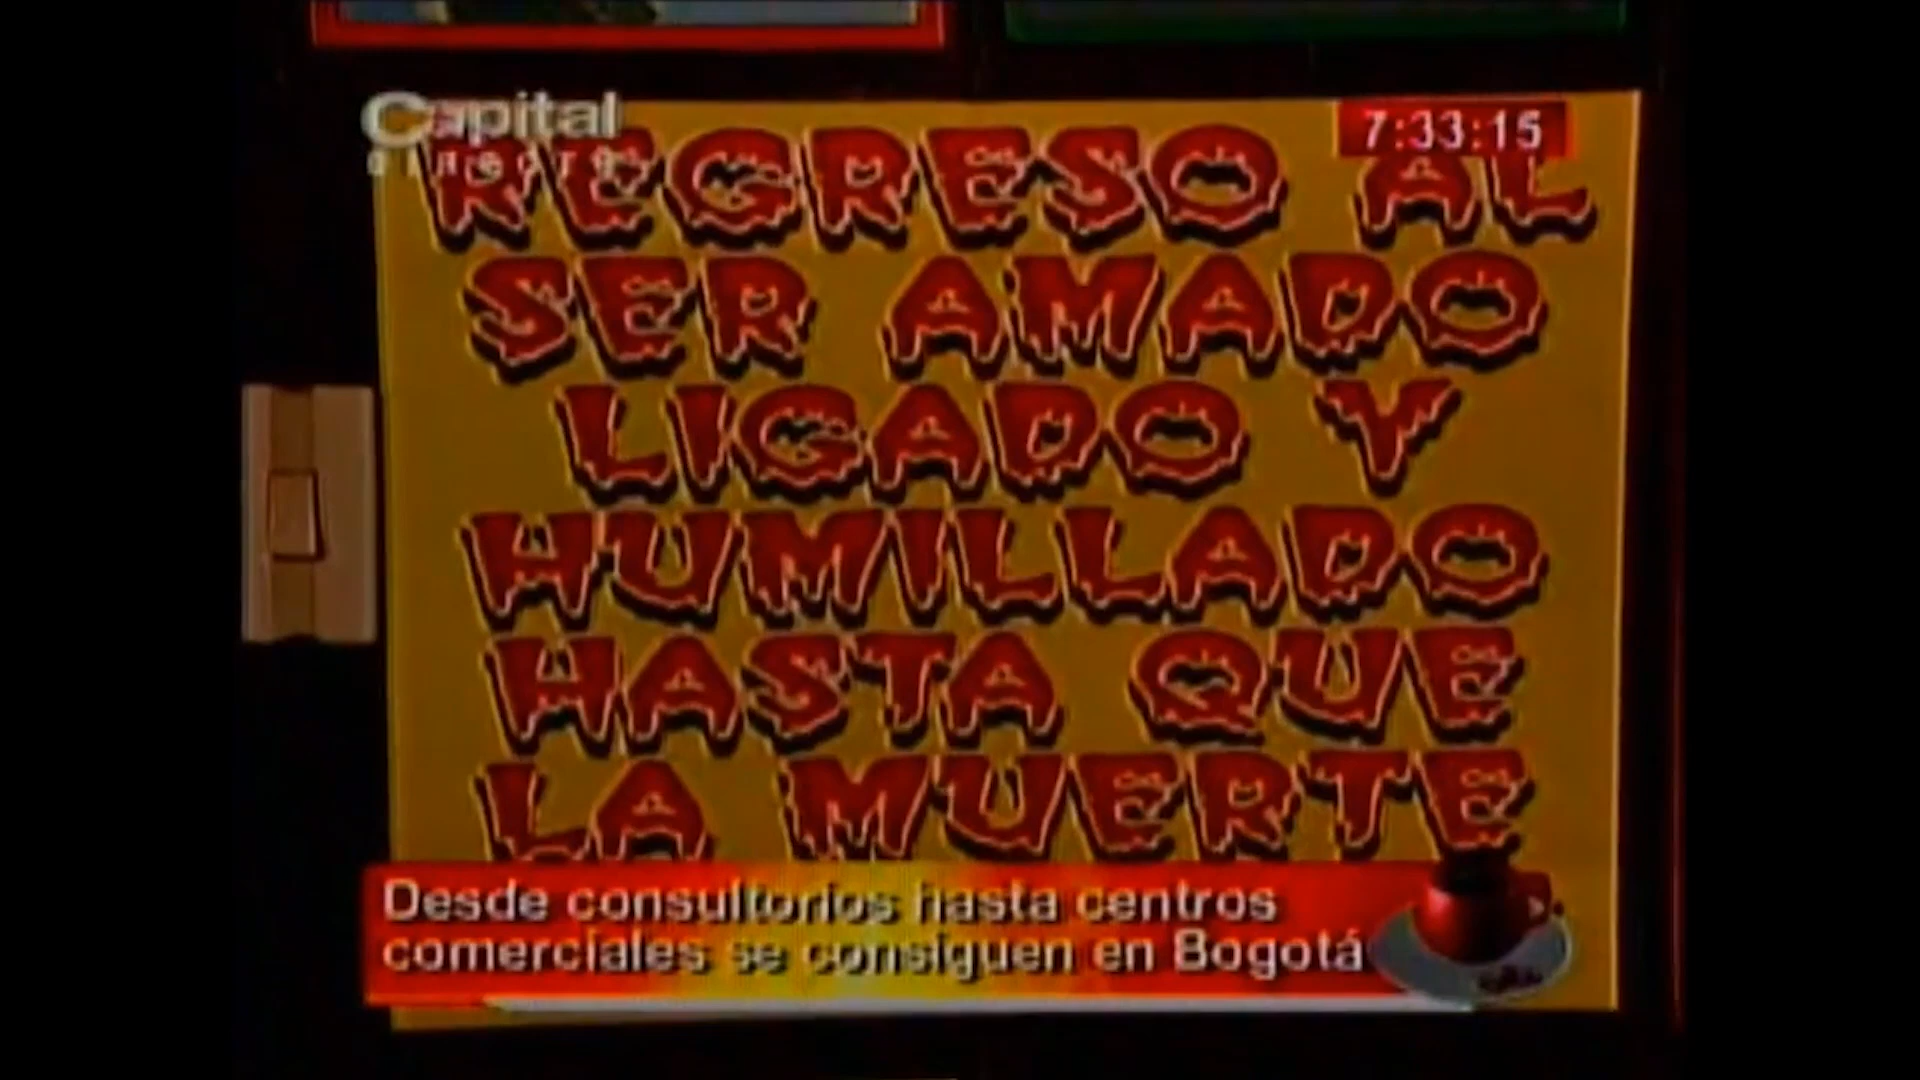 Capital
DIRECTO
7:33:15
REGRESO AL
SER AMADO
LIGADO Y
HUMILLADO
HASTA QUE
LA MUERTE
Desde consultorios hasta centros
comerciales se consiguen en Bogotá